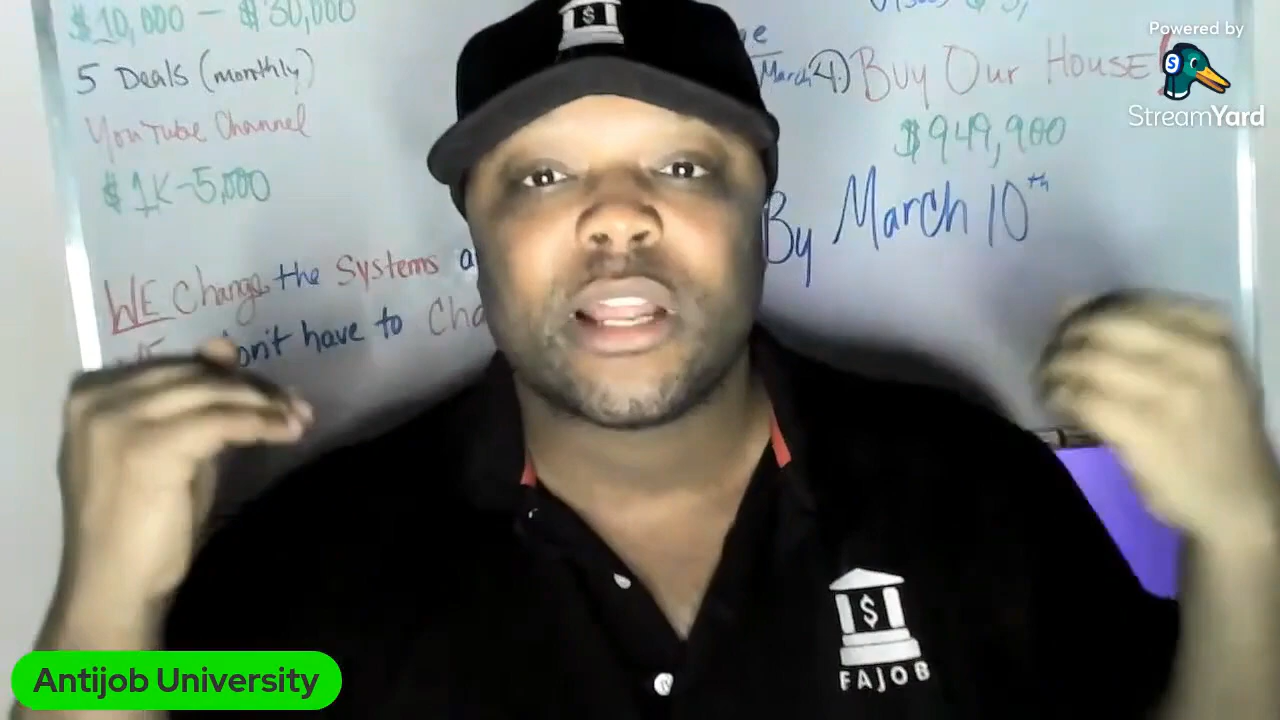 $10,000 - $30,000
5 Deals (monthly)
YouTube Channel
$1K-5,000
WE Change the Systems
don't have to
March 4) Buy Our House!
$949,900
By March 10th
Powered by
StreamYard
$
$
FAJOB
Antijob University